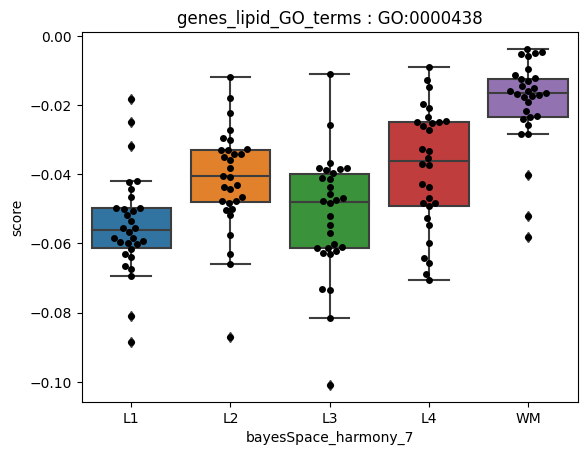 genes_lipid_GO_terms : GO:0000438
0.00
−0.02
−0.04
−0.06
−0.08
−0.10
score
L1 L2 L3 L4 WM
bayesSpace_harmony_7